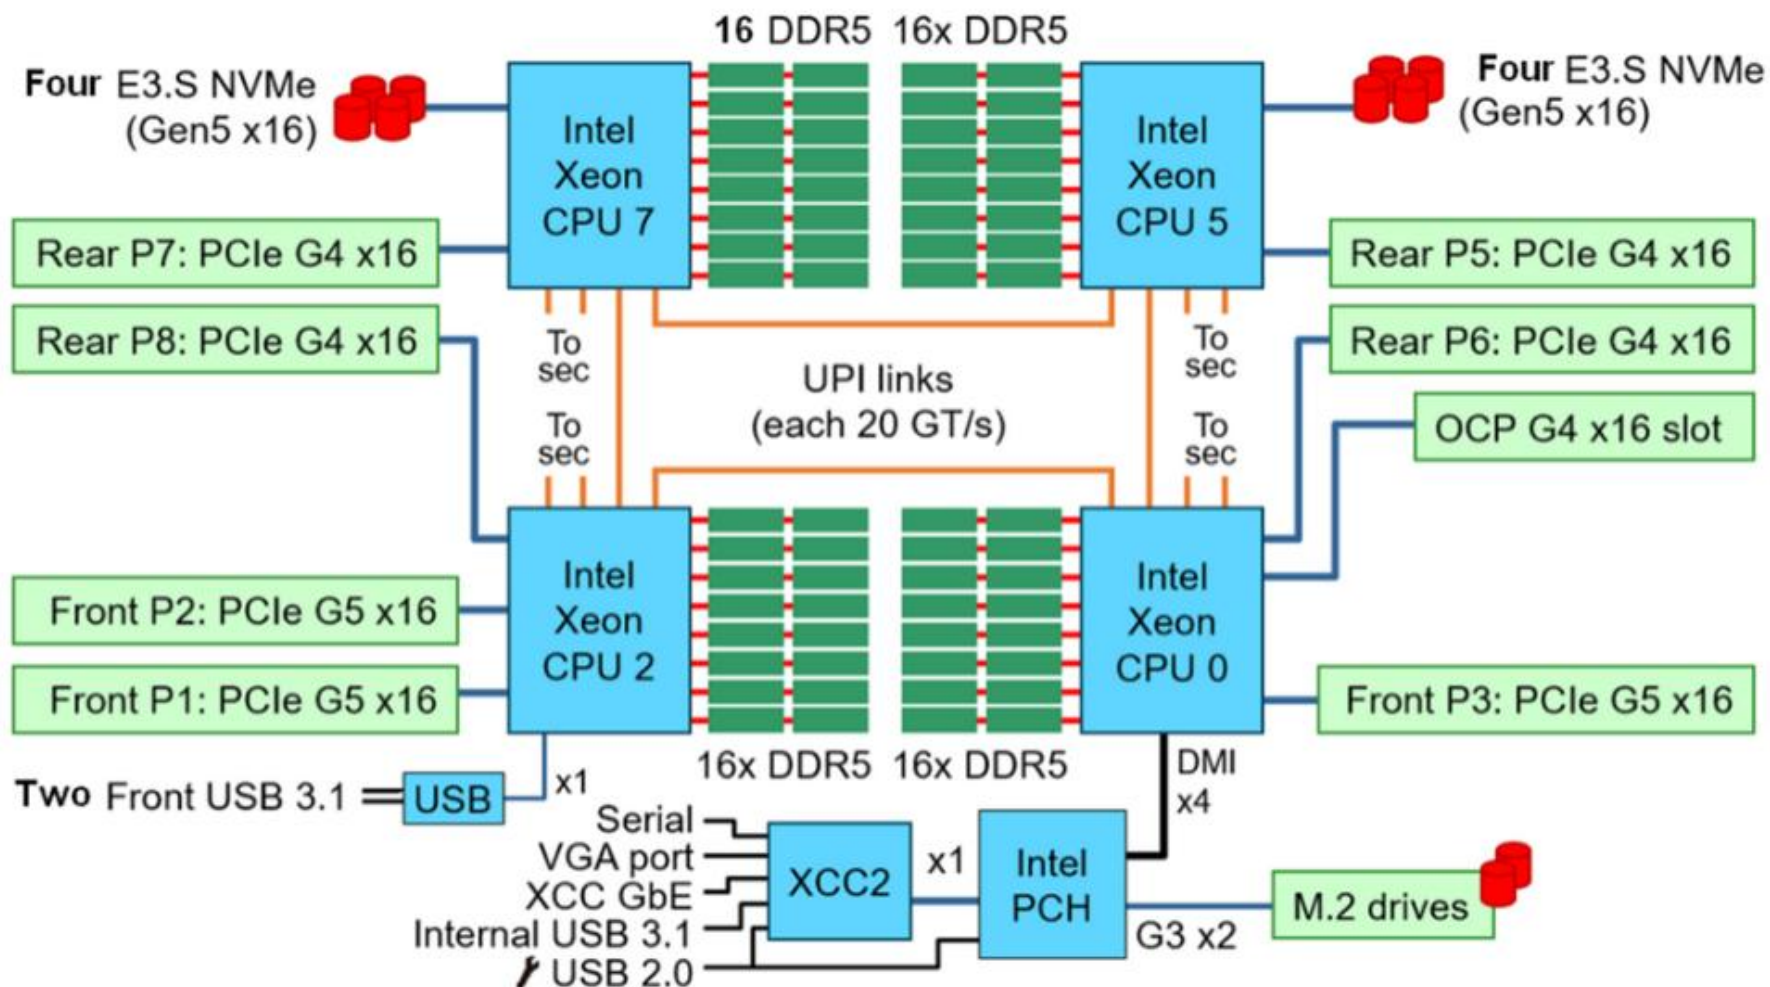 16 DDR5
16x DDR5
Four E3.S NVMe
(Gen5 x16)
Intel
Xeon
CPU 7
Intel
Xeon
CPU 5
Four E3.S NVMe
(Gen5 x16)
Rear P7: PCIe G4 x16
Rear P5: PCIe G4 x16
Rear P8: PCIe G4 x16
To
sec
UPI links
(each 20 GT/s)
To
sec
Rear P6: PCIe G4 x16
To
sec
To
sec
OCP G4 x16 slot
Intel
Xeon
CPU 2
Intel
Xeon
CPU 0
Front P2: PCIe G5 x16
Front P1: PCIe G5 x16
Front P3: PCIe G5 x16
16x DDR5
16x DDR5
DMI
x4
Two Front USB 3.1
USB
x1
Serial
VGA port
XCC GbE
Internal USB 3.1
USB 2.0
XCC2
x1
Intel
PCH
G3 x2
M.2 drives